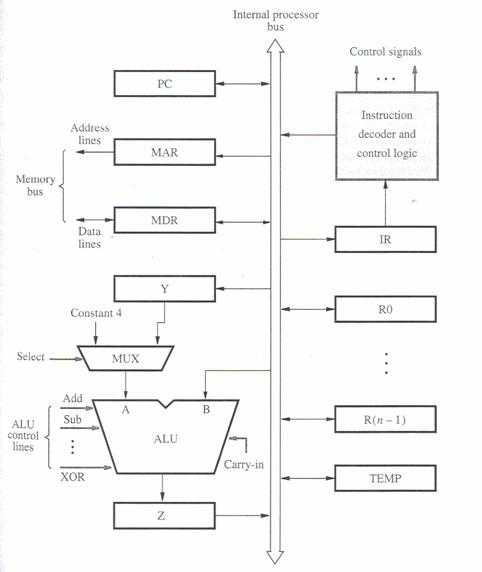 Internal processor
bus
Control signals
...
PC
Instruction
decoder and
control logic
Address
lines
MAR
Memory
bus
MDR
Data
lines
IR
Y
R0
Constant 4
Select
MUX
⋮
Add
A
B
R(n – 1)
ALU
control
lines
Sub
ALU
⋮
Carry-in
XOR
TEMP
Z